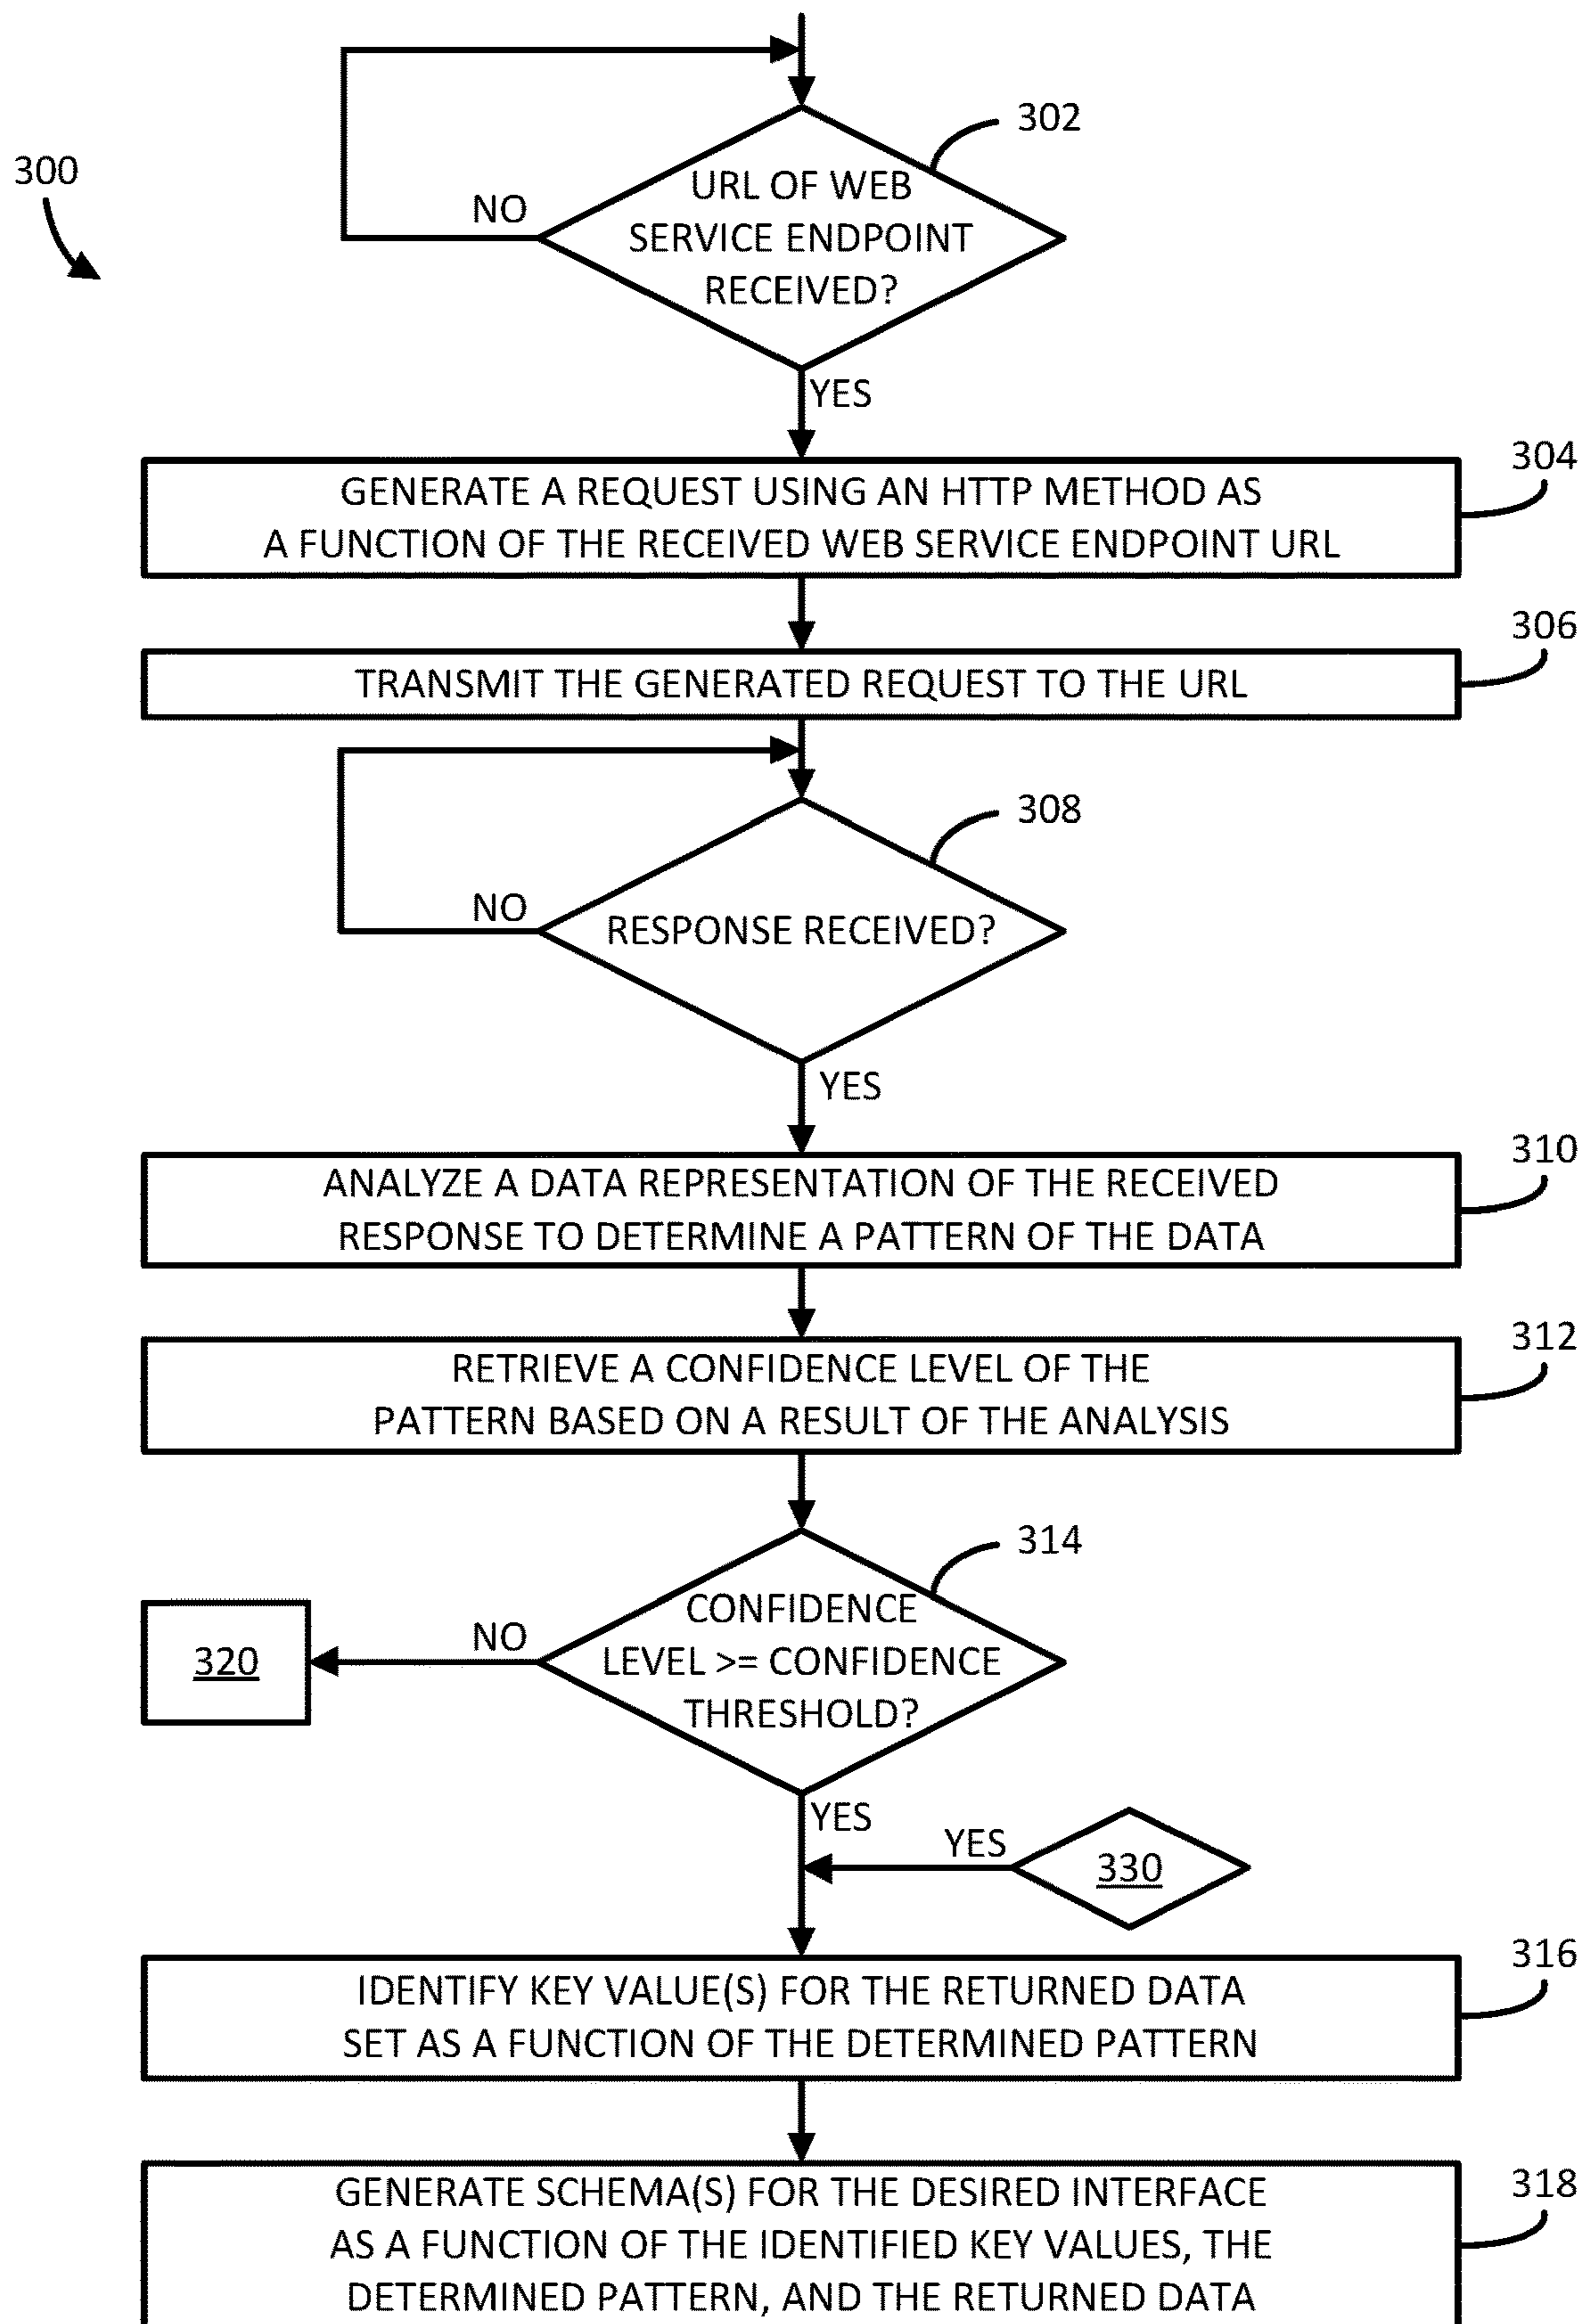 302
300
URL OF WEB
SERVICE ENDPOINT
RECEIVED?
NO
YES
304
GENERATE A REQUEST USING AN HTTP METHOD AS
A FUNCTION OF THE RECEIVED WEB SERVICE ENDPOINT URL
306
TRANSMIT THE GENERATED REQUEST TO THE URL
308
NO
RESPONSE RECEIVED?
YES
310
ANALYZE A DATA REPRESENTATION OF THE RECEIVED
RESPONSE TO DETERMINE A PATTERN OF THE DATA
312
RETRIEVE A CONFIDENCE LEVEL OF THE
PATTERN BASED ON A RESULT OF THE ANALYSIS
314
CONFIDENCE
LEVEL >= CONFIDENCE
THRESHOLD?
NO
320
YES
YES
330
316
IDENTIFY KEY VALUE(S) FOR THE RETURNED DATA
SET AS A FUNCTION OF THE DETERMINED PATTERN
318
GENERATE SCHEMA(S) FOR THE DESIRED INTERFACE
AS A FUNCTION OF THE IDENTIFIED KEY VALUES, THE
DETERMINED PATTERN, AND THE RETURNED DATA